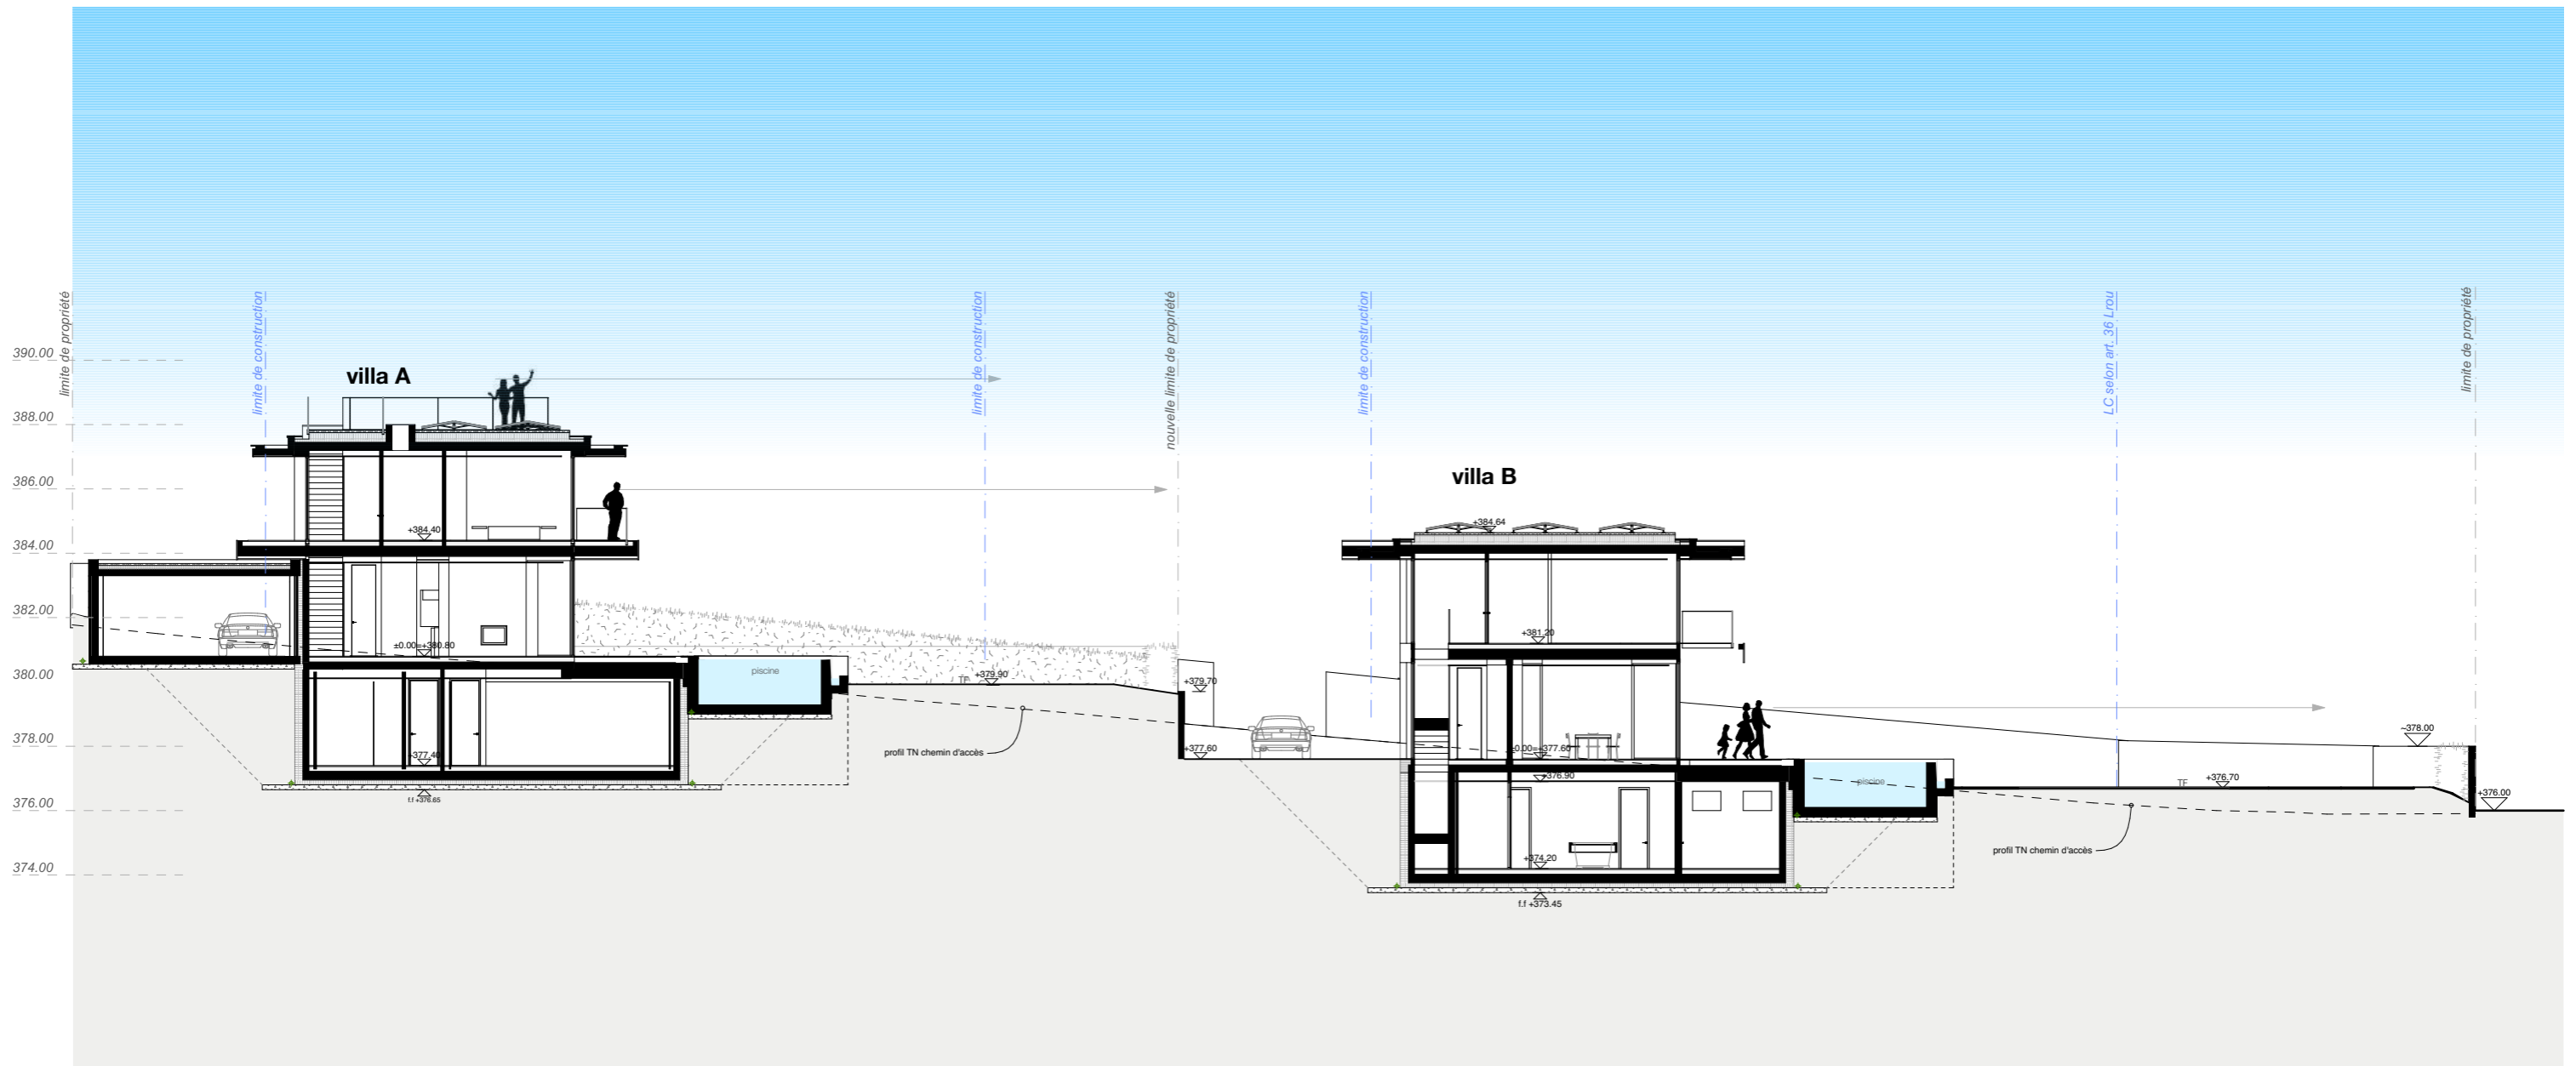 limite de propriété
limite de construction
limite de construction
nouvelle limite de propriété
limite de construction
LC selon art. 36 Lrou
limite de propriété
390.00
388.00
386.00
384.00
382.00
380.00
378.00
376.00
374.00
villa A
villa B
+384.40
±0.00=+380.80
+377.40
f.f +376.65
piscine
TF
+379.90
profil TN chemin d'accès
+379.70
+377.60
+384.64
+381.20
±0.00=+377.60
+376.90
+374.20
f.f +373.45
piscine
TF
+376.70
profil TN chemin d'accès
~378.00
+376.00